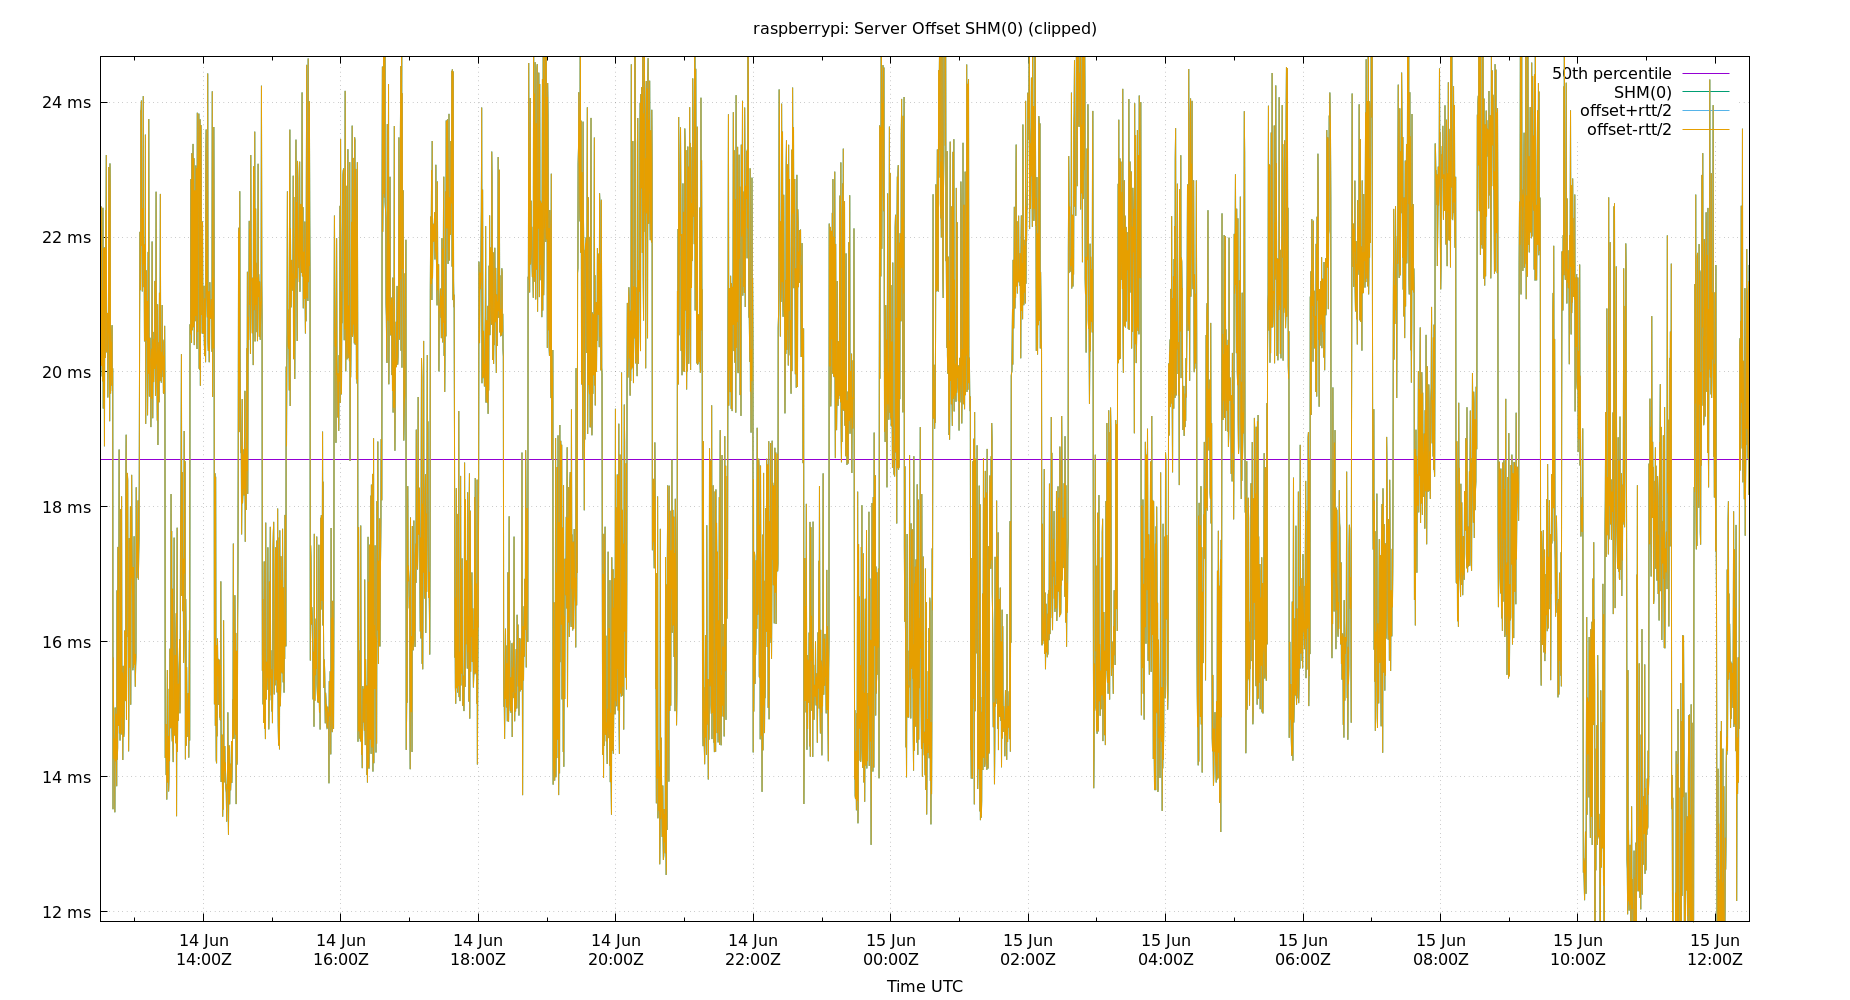 raspberrypi: Server Offset SHM(0) (clipped)
50th percentile
SHM(0)
offset+rtt/2
offset-rtt/2
24 ms
22 ms
20 ms
18 ms
16 ms
14 ms
12 ms
14 Jun 14 Jun 14 Jun 14 Jun 14 Jun 15 Jun 15 Jun 15 Jun 15 Jun 15 Jun 15 Jun 15 Jun
14:00Z 16:00Z 18:00Z 20:00Z 22:00Z 00:00Z 02:00Z 04:00Z 06:00Z 08:00Z 10:00Z 12:00Z
Time UTC